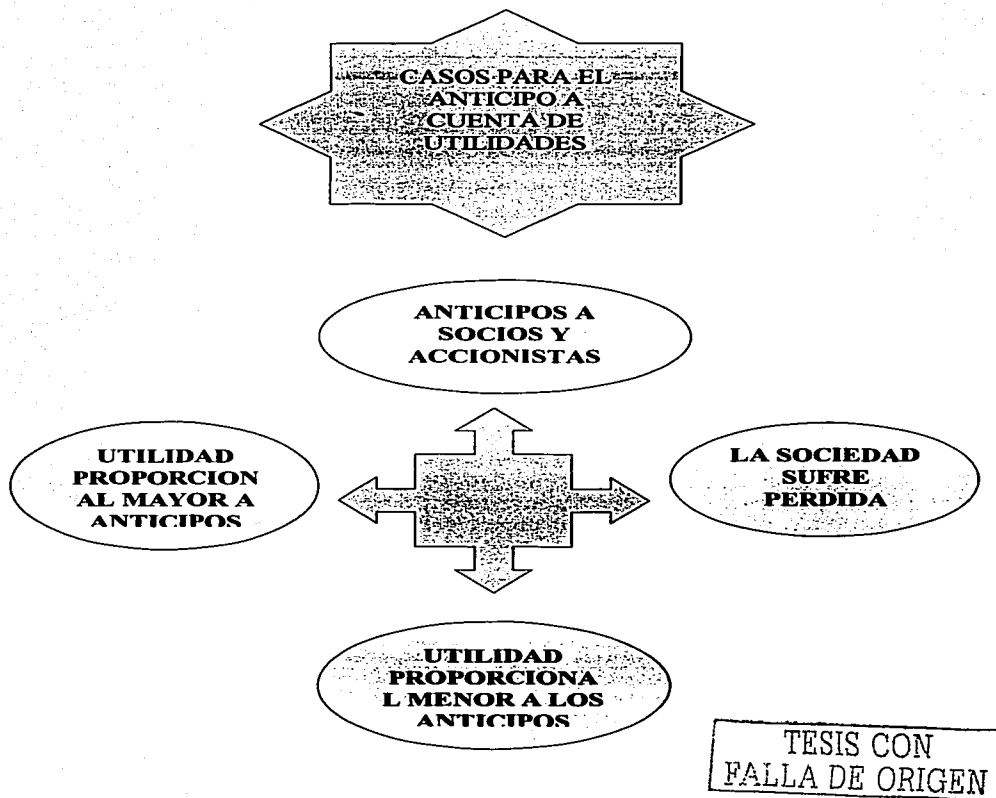 CASOS PARA EL
ANTICIPO A
CUENTA DE
UTILIDADES
ANTICIPOS A
SOCIOS Y
ACCIONISTAS
UTILIDAD
PROPORCION
AL MAYOR A
ANTICIPOS
LA SOCIEDAD
SUFRE
PERDIDA
UTILIDAD
PROPORCIONA
L MENOR A LOS
ANTICIPOS
TESIS CON
FALLA DE ORIGEN